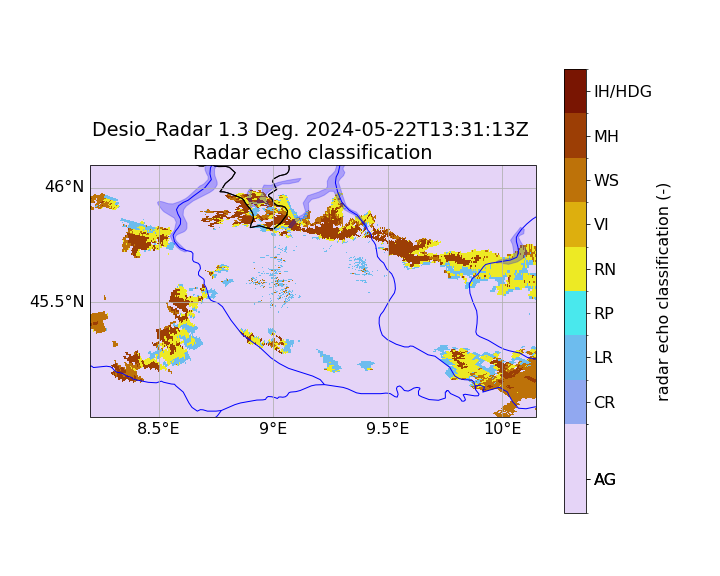 Desio_Radar 1.3 Deg. 2024-05-22T13:31:13Z
Radar echo classification
46°N
45.5°N
8.5°E
9°E
9.5°E
10°E
IH/HDG
MH
WS
VI
RN
RP
LR
CR
AG
radar echo classification (-)